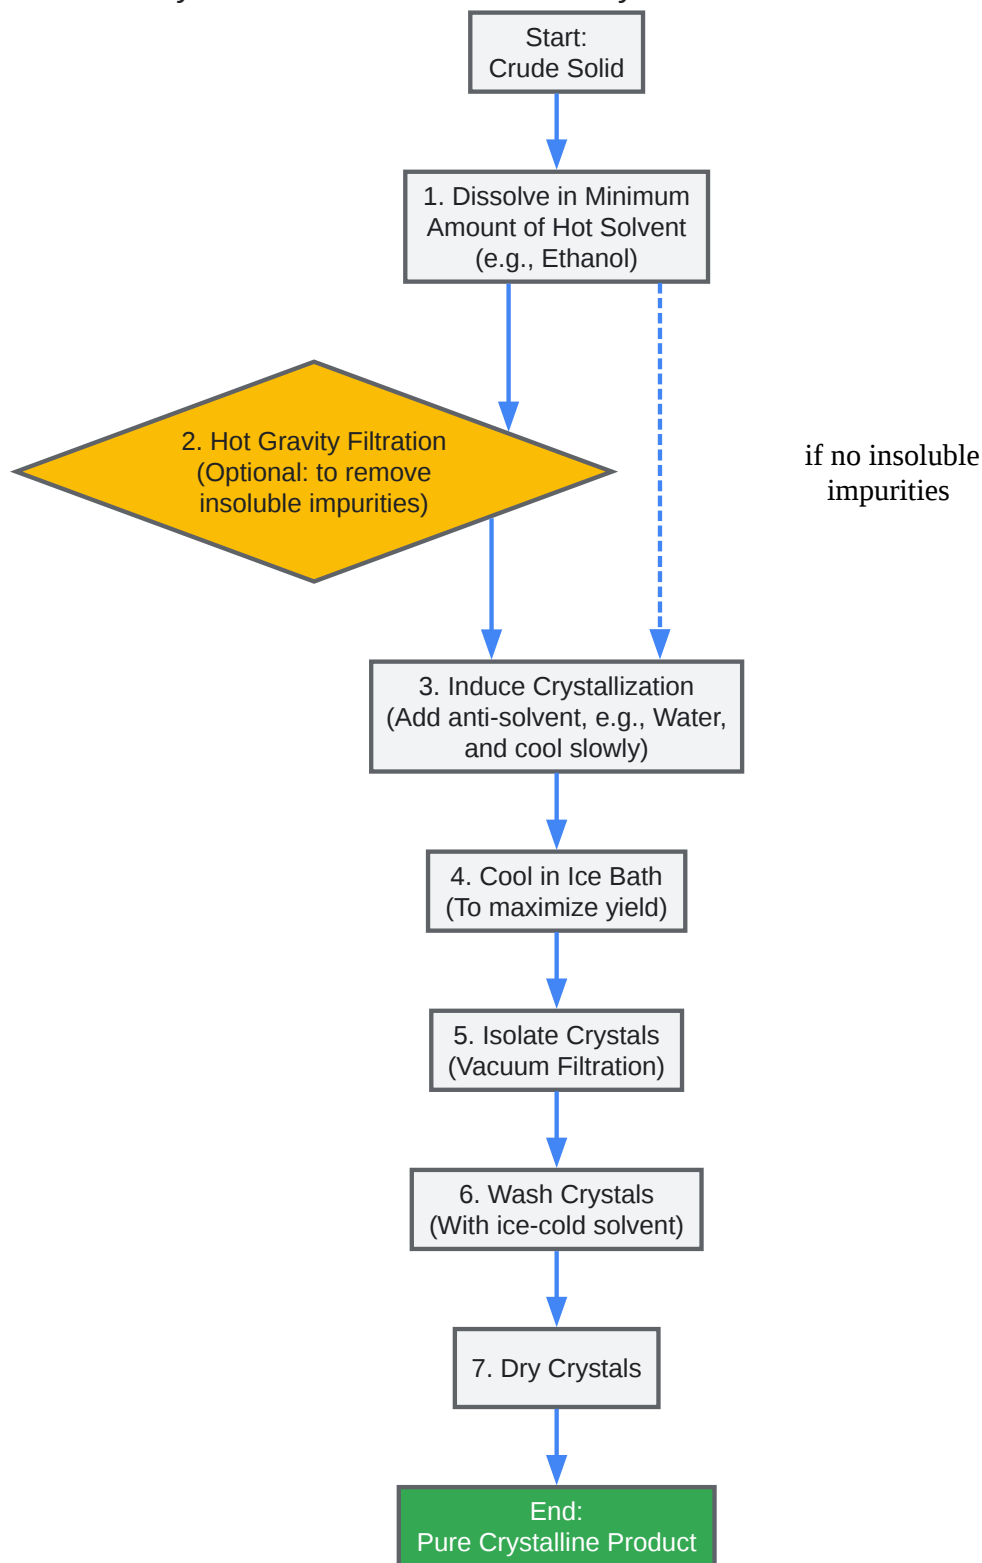 Start:
Crude Solid
1. Dissolve in Minimum
Amount of Hot Solvent
(e.g., Ethanol)
2. Hot Gravity Filtration
(Optional: to remove
insoluble impurities)
if no insoluble
impurities
3. Induce Crystallization
(Add anti-solvent, e.g., Water,
and cool slowly)
4. Cool in Ice Bath
(To maximize yield)
5. Isolate Crystals
(Vacuum Filtration)
6. Wash Crystals
(With ice-cold solvent)
7. Dry Crystals
End:
Pure Crystalline Product